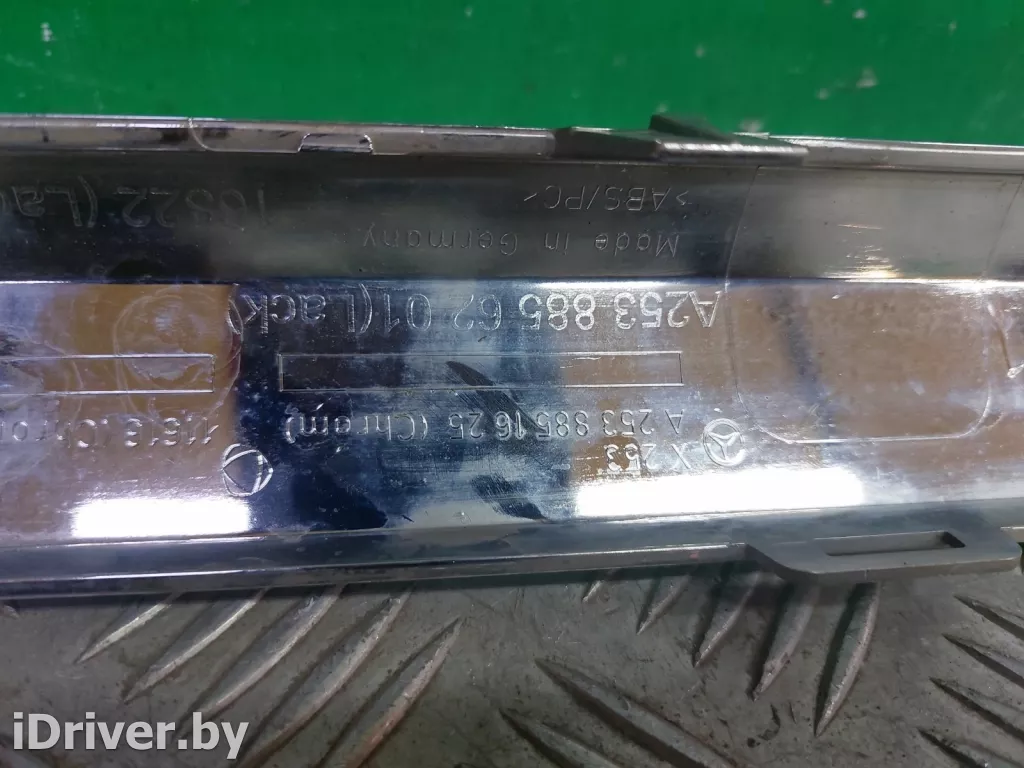 X 253
A 253 885 16 25 (Chrom)
A253 885 62 01(Lack)
Made in Germany
>ABS/PC<
iDriver.by